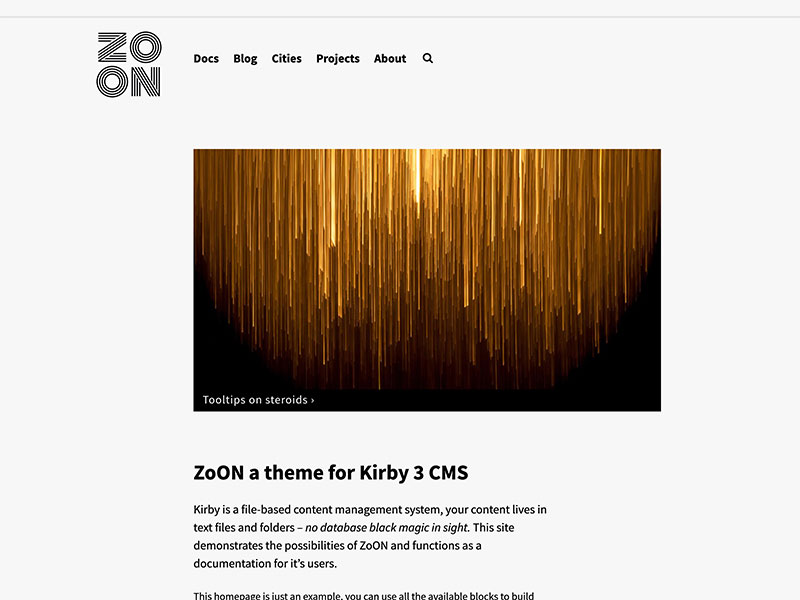 ZO
ON
Docs Blog Cities Projects About
Tooltips on steroids ›
ZoON a theme for Kirby 3 CMS
Kirby is a file-based content management system, your content lives in
text files and folders – no database black magic in sight. This site
demonstrates the possibilities of ZoON and functions as a
documentation for it’s users.
This homepage is just an example, you can use all the available blocks to build